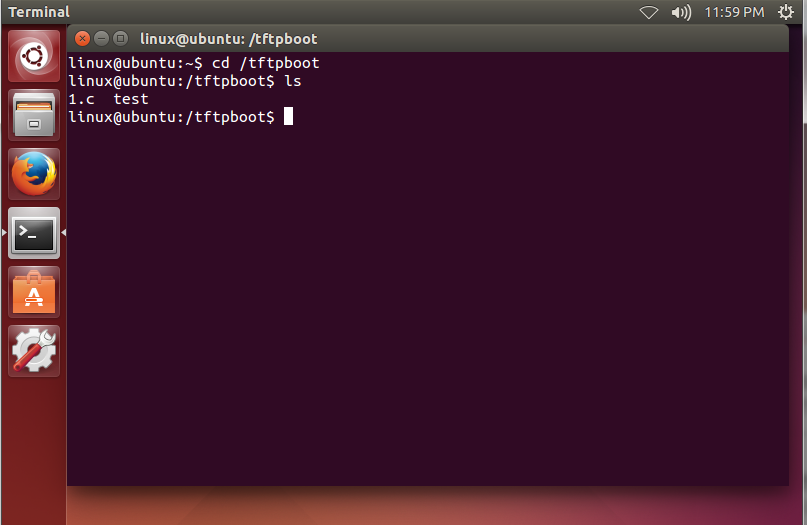 Terminal 11:59 PM
linux@ubuntu: /tftpboot
linux@ubuntu:~$ cd /tftpboot
linux@ubuntu:/tftpboot$ ls
1.c  test
linux@ubuntu:/tftpboot$